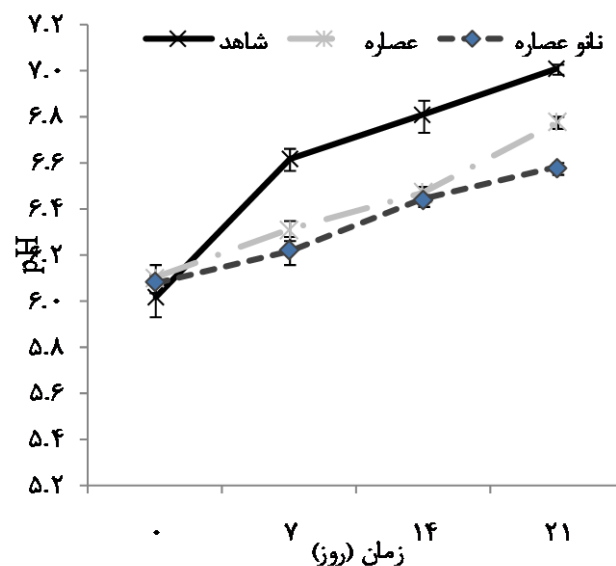 ۷.۲
شاهد عصاره نانو عصاره
۷.۰
۶.۸
۶.۶
۶.۴
۶.۲
pH
۶.۰
۵.۸
۵.۶
۵.۴
۵.۲
۰ ۷ ۱۴ ۲۱
زمان (روز)